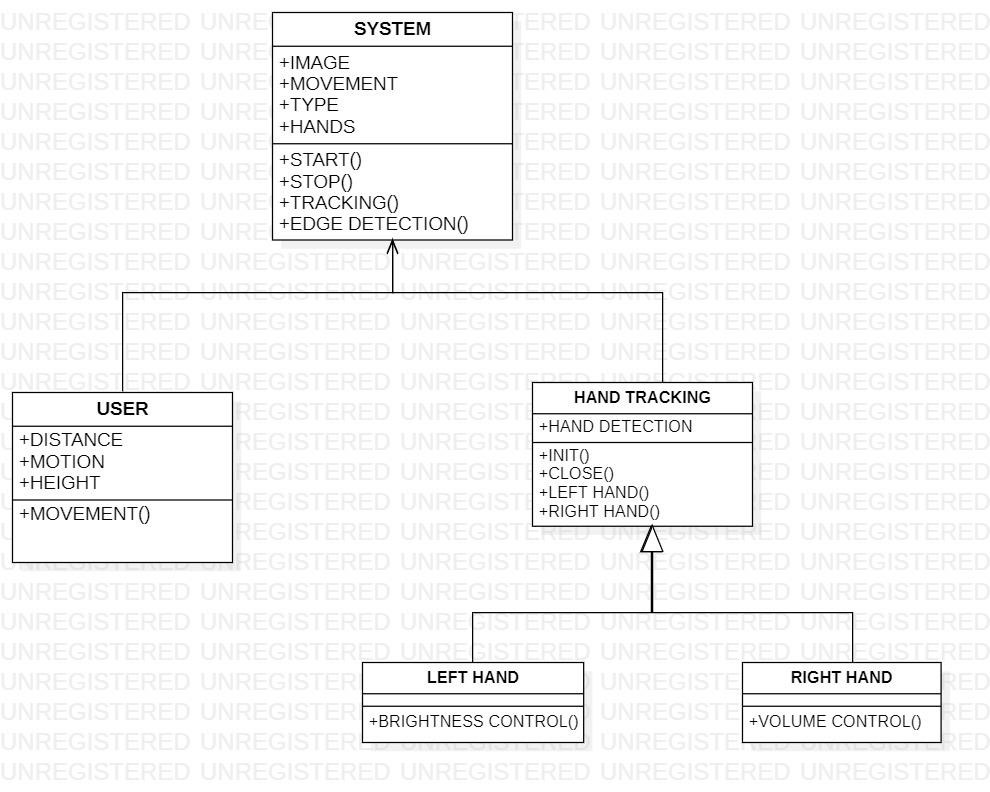 SYSTEM
+IMAGE
+MOVEMENT
+TYPE
+HANDS
+START()
+STOP()
+TRACKING()
+EDGE DETECTION()
USER
+DISTANCE
+MOTION
+HEIGHT
+MOVEMENT()
HAND TRACKING
+HAND DETECTION
+INIT()
+CLOSE()
+LEFT HAND()
+RIGHT HAND()
LEFT HAND
+BRIGHTNESS CONTROL()
RIGHT HAND
+VOLUME CONTROL()
UNREGISTERED